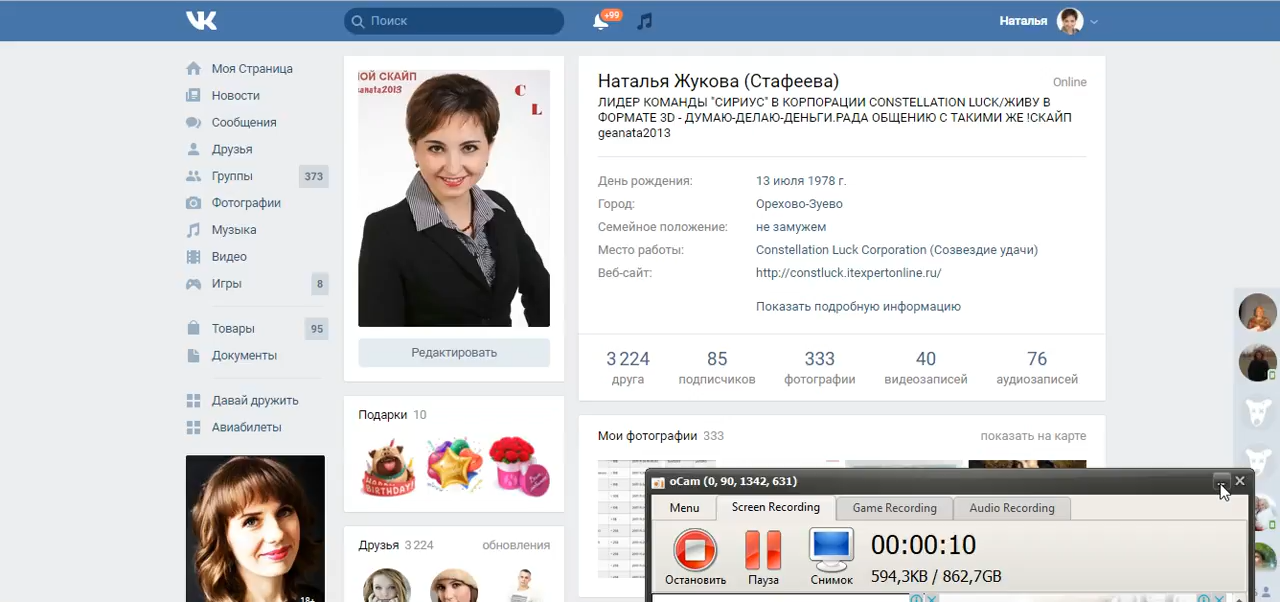 Поиск
+99
Наталья
Моя Страница
Новости
Сообщения
Друзья
Группы 373
Фотографии
Музыка
Видео
Игры 8
Товары 95
Документы
Давай дружить
Авиабилеты
18+
МОЙ СКАЙП
geanata2013
C
L
Редактировать
Подарки 10
BIRTHDAY!
Друзья 3 224 обновления
Наталья Жукова (Стафеева) Online
ЛИДЕР КОМАНДЫ "СИРИУС" В КОРПОРАЦИИ CONSTELLATION LUCK/ЖИВУ В
ФОРМАТЕ 3D - ДУМАЮ-ДЕЛАЮ-ДЕНЬГИ.РАДА ОБЩЕНИЮ С ТАКИМИ ЖЕ !СКАЙП
geanata2013
День рождения: 13 июля 1978 г.
Город: Орехово-Зуево
Семейное положение: не замужем
Место работы: Constellation Luck Corporation (Созвездие удачи)
Веб-сайт: http://constluck.itexpertonline.ru/
Показать подробную информацию
3 224 85 333 40 76
друга подписчиков фотографии видеозаписей аудиозаписей
Мои фотографии 333 показать на карте
oCam (0, 90, 1342, 631)
Menu Screen Recording Game Recording Audio Recording
00:00:10
Остановить Пауза Снимок 594,3KB / 862,7GB